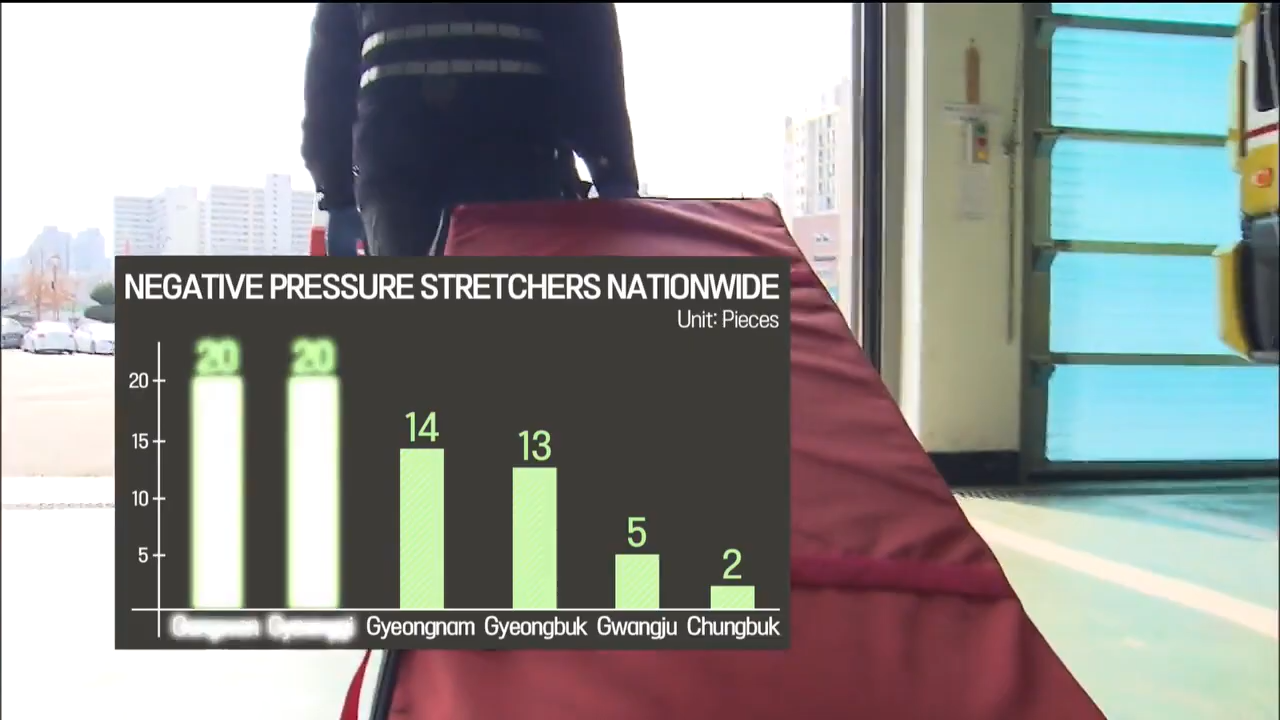 NEGATIVE PRESSURE STRETCHERS NATIONWIDE
Unit: Pieces
20 20 14 13 5 2
20
15
10
5
Gyeongnam Gyeongbuk Gwangju Chungbuk